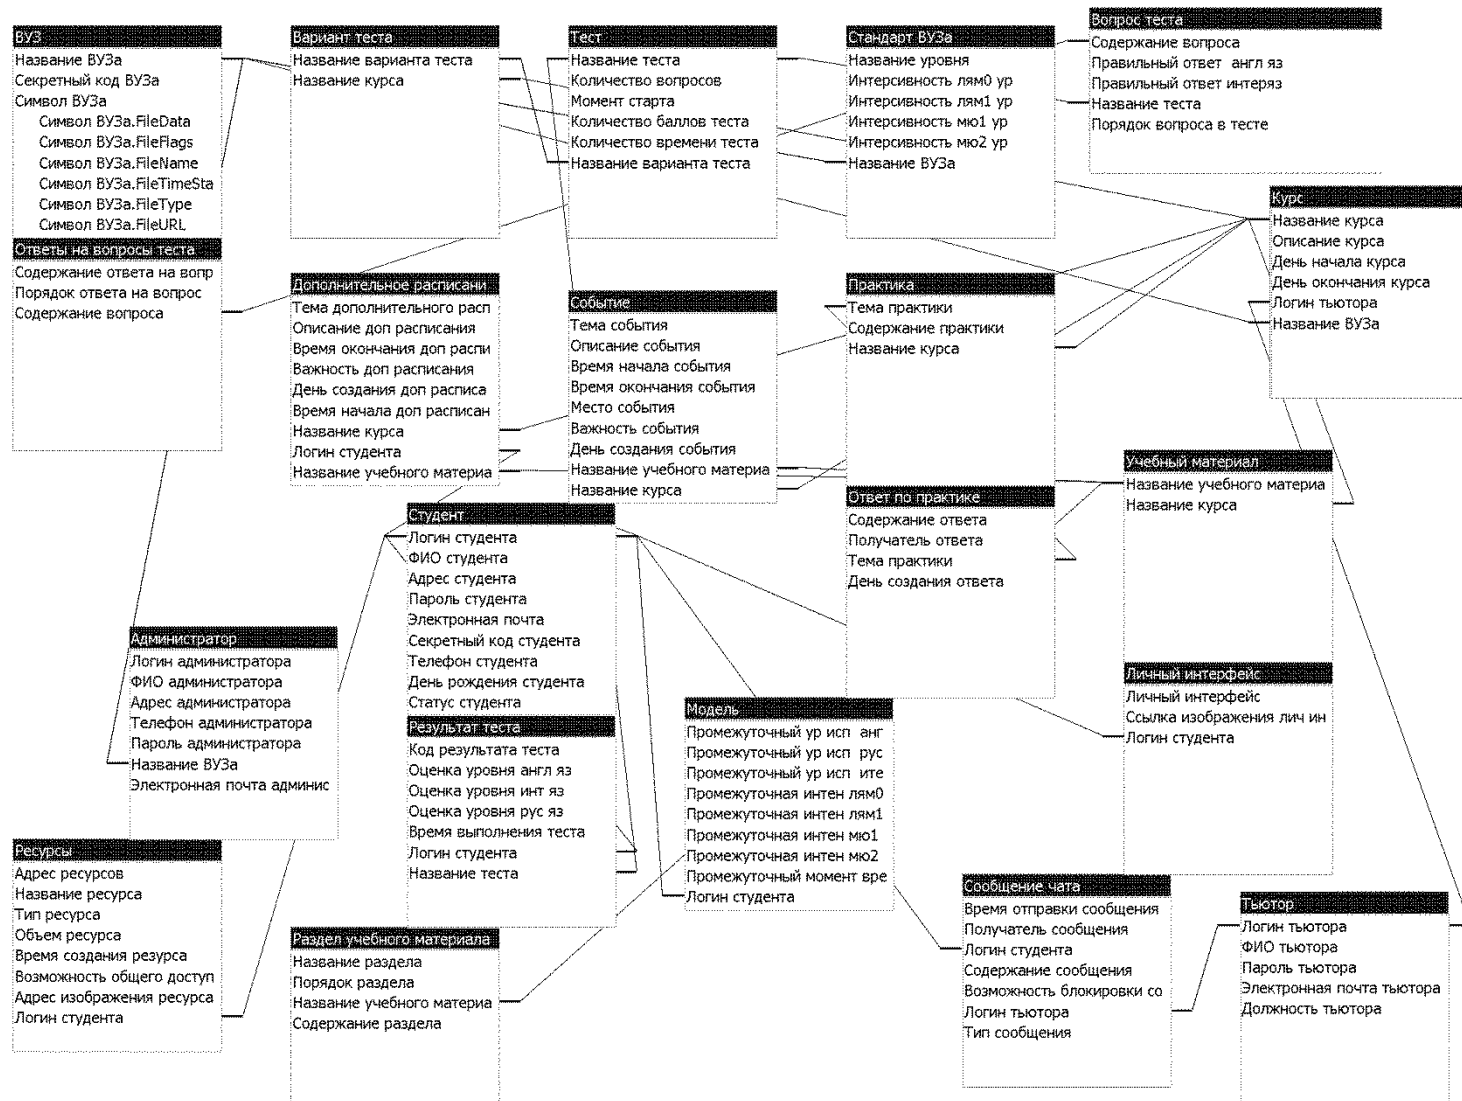 ВУЗ
Название ВУЗа
Секретный код ВУЗа
Символ ВУЗа
Символ ВУЗа.FileData
Символ ВУЗа.FileFlags
Символ ВУЗа.FileName
Символ ВУЗа.FileTimeSta
Символ ВУЗа.FileType
Символ ВУЗа.FileURL
Вариант теста
Название варианта теста
Название курса
Тест
Название теста
Количество вопросов
Момент старта
Количество баллов теста
Количество времени теста
Название варианта теста
Стандарт ВУЗа
Название уровня
Интерсивность лям0 ур
Интерсивность лям1 ур
Интерсивность мю1 ур
Интерсивность мю2 ур
Название ВУЗа
Вопрос теста
Содержание вопроса
Правильный ответ англ яз
Правильный ответ интеряз
Название теста
Порядок вопроса в тесте
Курс
Название курса
Описание курса
День начала курса
День окончания курса
Логин тьютора
Название ВУЗа
Ответы на вопросы теста
Содержание ответа на вопр
Порядок ответа на вопрос
Содержание вопроса
Дополнительное расписани
Тема дополнительного расп
Описание доп расписания
Время окончания доп распи
Важность доп расписания
День создания доп расписа
Время начала доп расписан
Название курса
Логин студента
Название учебного материа
Событие
Тема события
Описание события
Время начала события
Время окончания события
Место события
Важность события
День создания события
Название учебного материа
Название курса
Практика
Тема практики
Содержание практики
Название курса
Ответ по практике
Содержание ответа
Получатель ответа
Тема практики
День создания ответа
Учебный материал
Название учебного материа
Название курса
Студент
Логин студента
ФИО студента
Адрес студента
Пароль студента
Электронная почта
Секретный код студента
Телефон студента
День рождения студента
Статус студента
Администратор
Логин администратора
ФИО администратора
Адрес администратора
Телефон администратора
Пароль администратора
Название ВУЗа
Электронная почта админис
Результат теста
Код результата теста
Оценка уровня англ яз
Оценка уровня инт яз
Оценка уровня рус яз
Время выполнения теста
Логин студента
Название теста
Модель
Промежуточный ур исп анг
Промежуточный ур исп рус
Промежуточный ур исп ите
Промежуточная интен лям0
Промежуточная интен лям1
Промежуточная интен мю1
Промежуточная интен мю2
Промежуточный момент вре
Логин студента
Личный интерфейс
Личный интерфейс
Ссылка изображения лич ин
Логин студента
Ресурсы
Адрес ресурсов
Название ресурса
Тип ресурса
Объем ресурса
Время создания резурса
Возможность общего доступ
Адрес изображения ресурса
Логин студента
Раздел учебного материала
Название раздела
Порядок раздела
Название учебного материа
Содержание раздела
Сообщение чата
Время отправки сообщения
Получатель сообщения
Логин студента
Содержание сообщения
Возможность блокировки со
Логин тьютора
Тип сообщения
Тьютор
Логин тьютора
ФИО тьютора
Пароль тьютора
Электронная почта тьютора
Должность тьютора